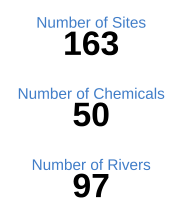 Number of Sites
163
Number of Chemicals
50
Number of Rivers
97